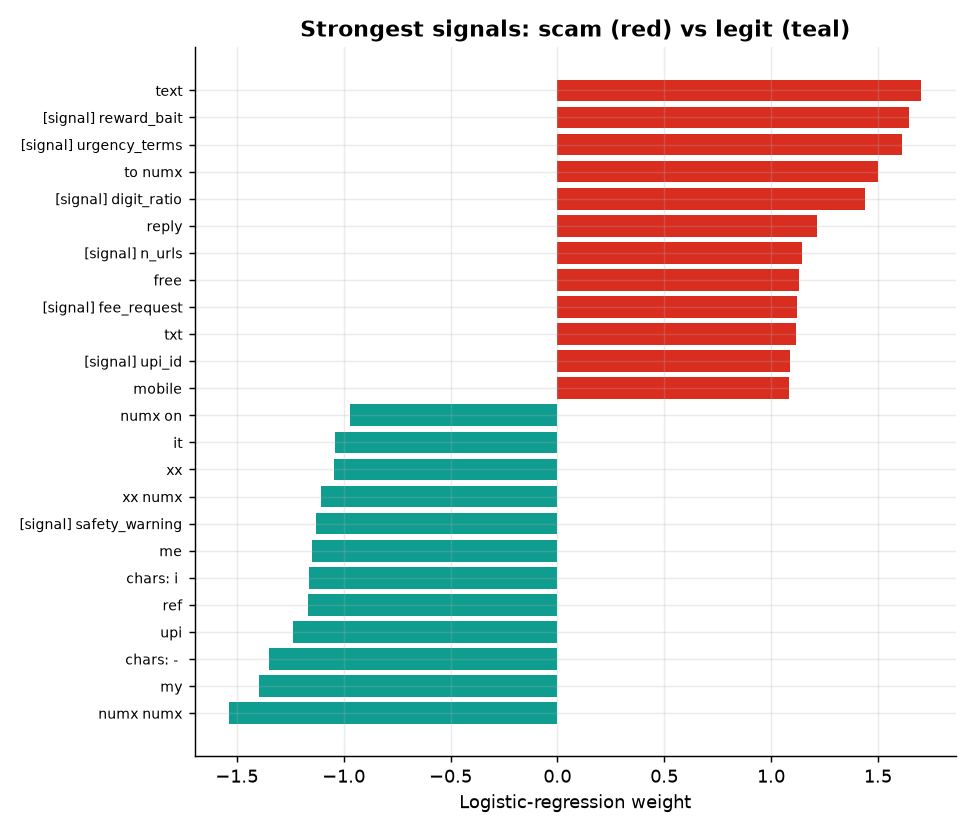 Strongest signals: scam (red) vs legit (teal)
text
[signal] reward_bait
[signal] urgency_terms
to numx
[signal] digit_ratio
reply
[signal] n_urls
free
[signal] fee_request
txt
[signal] upi_id
mobile
numx on
it
xx
xx numx
[signal] safety_warning
me
chars: i
ref
upi
chars: -
my
numx numx
−1.5 −1.0 −0.5 0.0 0.5 1.0 1.5
Logistic-regression weight